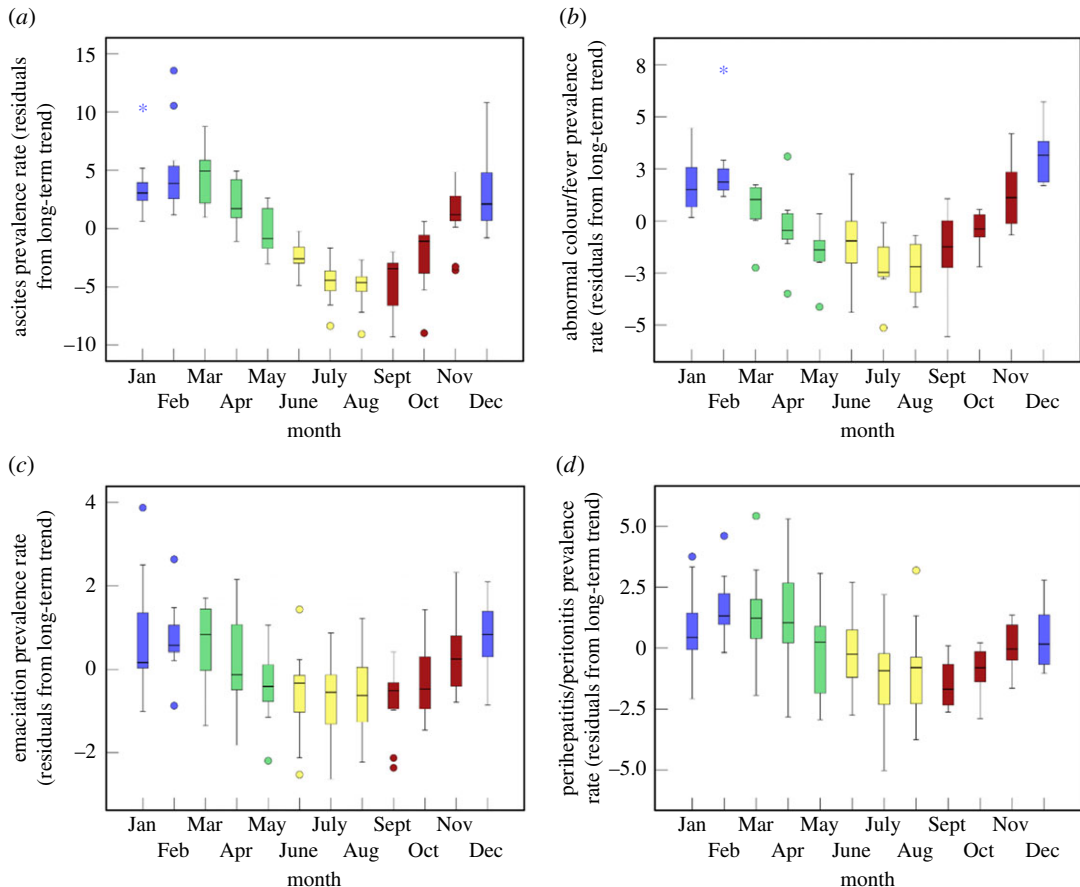 (a)
ascites prevalence rate (residuals
from long-term trend)
15
10
5
0
−5
−10
Jan Mar May July Sept Nov
Feb Apr June Aug Oct Dec
month
(b)
abnormal colour/fever prevalence
rate (residuals from long-term trend)
8
5
3
0
−3
−5
Jan Mar May July Sept Nov
Feb Apr June Aug Oct Dec
month
(c)
emaciation prevalence rate
(residuals from long-term trend)
4
2
0
−2
Jan Mar May July Sept Nov
Feb Apr June Aug Oct Dec
month
(d)
perihepatitis/peritonitis prevalence
rate (residuals from long-term trend)
5.0
2.5
0
−2.5
−5.0
Jan Mar May July Sept Nov
Feb Apr June Aug Oct Dec
month